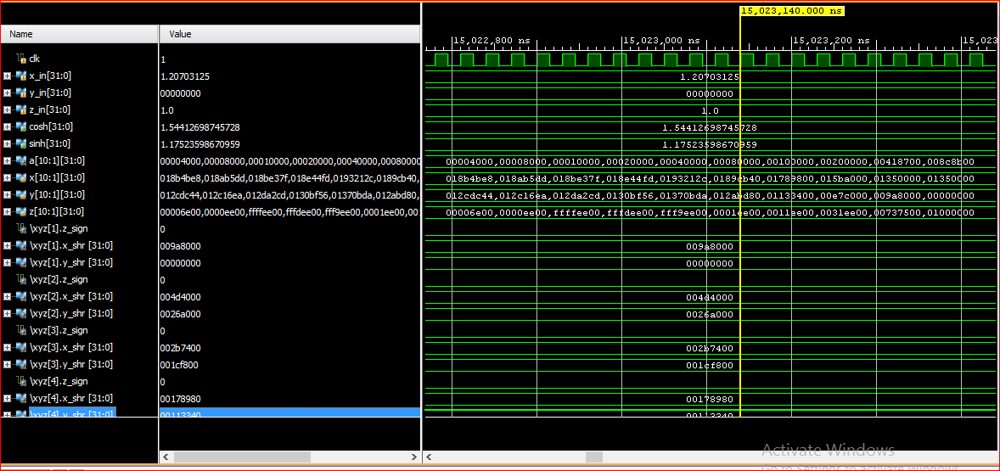 15,023,140.000 ns
Name Value 15,022,800 ns 15,023,000 ns 15,023,200 ns 15,023
clk 1
x_in[31:0] 1.20703125 1.20703125
y_in[31:0] 00000000 00000000
z_in[31:0] 1.0 1.0
cosh[31:0] 1.54412698745728 1.54412698745728
sinh[31:0] 1.17523598670959 1.17523598670959
a[10:1][31:0] 00004000,00008000,00010000,00020000,00040000,00080000 00004000,00008000,00010000,00020000,00040000,00080000,00100000,00200000,00418700,008c8b00
x[10:1][31:0] 018b4be8,018ab5dd,018be37f,018e44fd,0193212c,0189cb40, 018b4be8,018ab5dd,018be37f,018e44fd,0193212c,0189cb40,01789800,015ba000,01350000,01350000
y[10:1][31:0] 012cdc44,012c16ea,012da2cd,0130bf56,01370bda,012abd80, 012cdc44,012c16ea,012da2cd,0130bf56,01370bda,012abd80,01133400,00e7c000,009a8000,00000000
z[10:1][31:0] 00006e00,0000ee00,ffffee00,fffdee00,fff9ee00,0001ee00, 00006e00,0000ee00,ffffee00,fffdee00,fff9ee00,0001ee00,0011ee00,0031ee00,00737500,01000000
\xyz[1].z_sign 0
\xyz[1].x_shr [31:0] 009a8000 009a8000
\xyz[1].y_shr [31:0] 00000000 00000000
\xyz[2].z_sign 0
\xyz[2].x_shr [31:0] 004d4000 004d4000
\xyz[2].y_shr [31:0] 0026a000 0026a000
\xyz[3].z_sign 0
\xyz[3].x_shr [31:0] 002b7400 002b7400
\xyz[3].y_shr [31:0] 001cf800 001cf800
\xyz[4].z_sign 0
\xyz[4].x_shr [31:0] 00178980 00178980
\xyz[4].y_shr [31:0] 00113340 00113340
Activate Windows
Go to Settings to activate Windows.